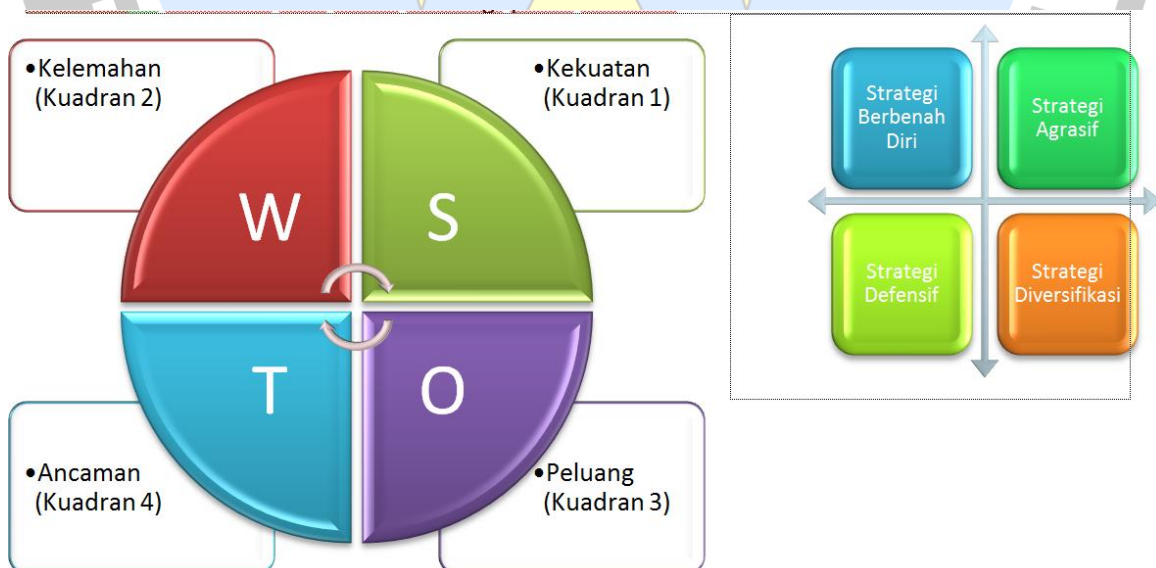 •Kelemahan
(Kuadran 2)
•Kekuatan
(Kuadran 1)
W
S
T
O
•Ancaman
(Kuadran 4)
•Peluang
(Kuadran 3)
Strategi
Berbenah
Diri
Strategi
Agrasif
Strategi
Defensif
Strategi
Diversifikasi